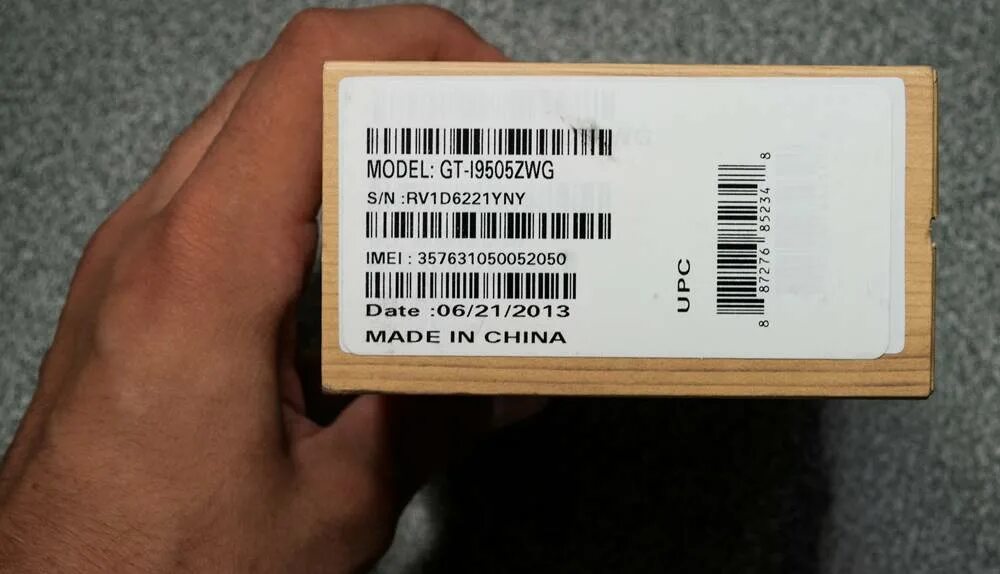 MODEL: GT-I9505ZWG
S/N :RV1D6221YNY
IMEI : 357631050052050
Date :06/21/2013
MADE IN CHINA
UPC
8 87276 85234 8